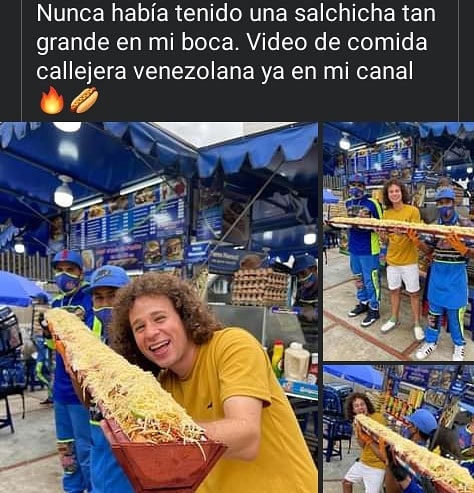 Nunca había tenido una salchicha tan
grande en mi boca. Video de comida
callejera venezolana ya en mi canal
🔥🌭